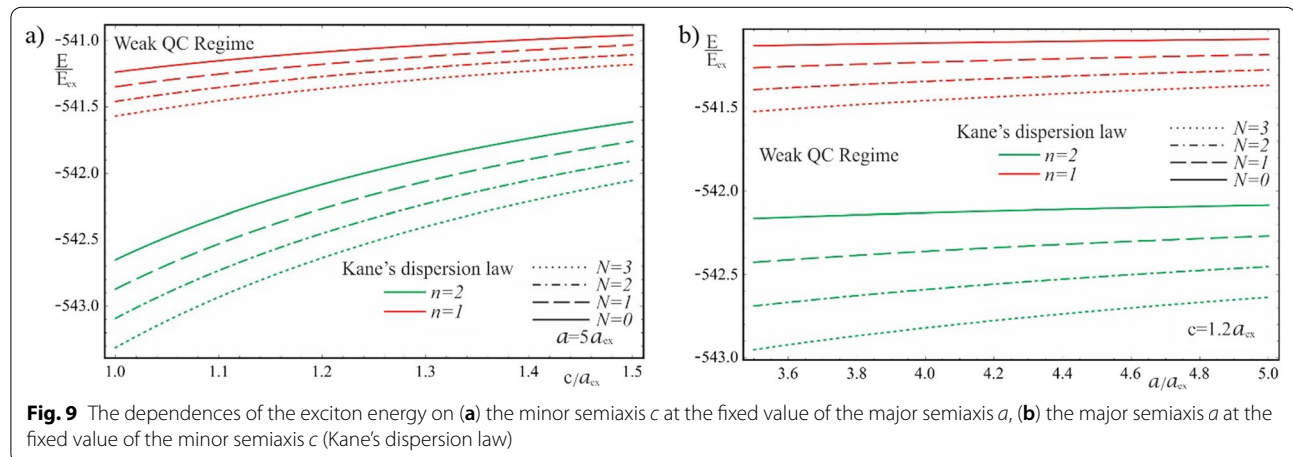 a)
Weak QC Regime
E
E_ex
-541.0
-541.5
-542.0
-542.5
-543.0
Kane's dispersion law
n=2
n=1
N=3
N=2
N=1
N=0
a=5a_ex
1.0 1.1 1.2 1.3 1.4 1.5
c/a_ex
b)
E
E_ex
-541.5
-542.0
-542.5
-543.0
Kane's dispersion law
n=2
n=1
N=3
N=2
N=1
N=0
Weak QC Regime
c=1.2a_ex
3.6 3.8 4.0 4.2 4.4 4.6 4.8 5.0
a/a_ex
Fig. 9 The dependences of the exciton energy on (a) the minor semiaxis c at the fixed value of the major semiaxis a, (b) the major semiaxis a at the
fixed value of the minor semiaxis c (Kane's dispersion law)